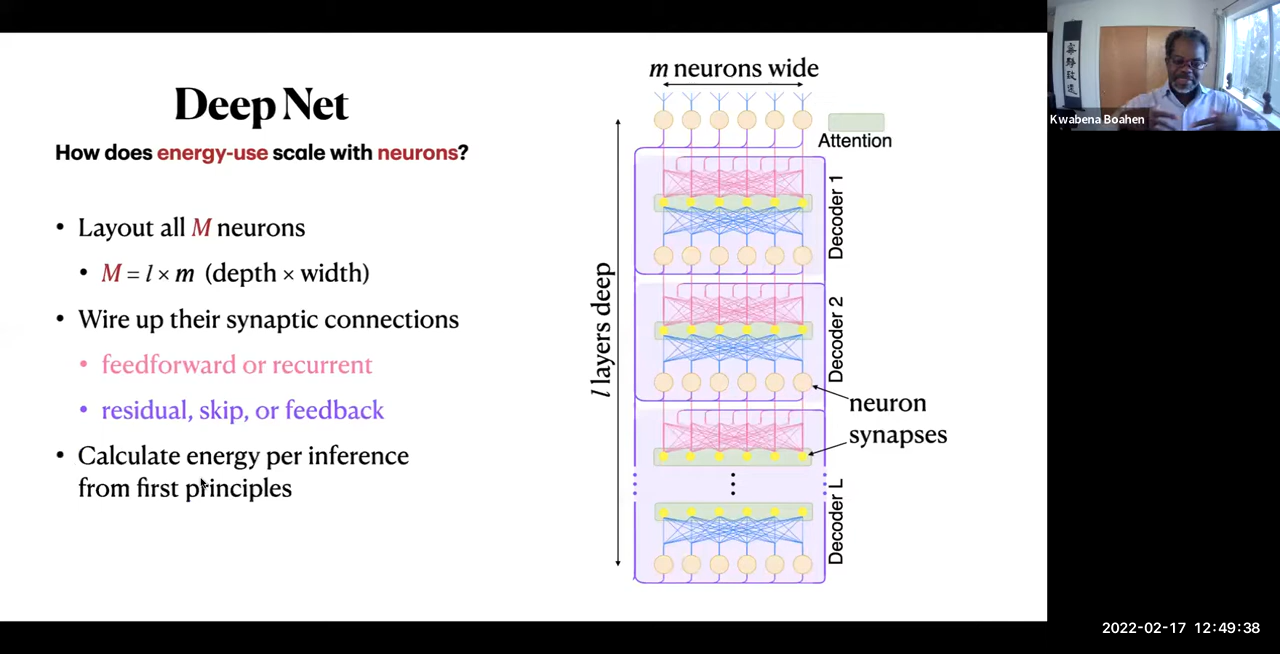 Deep Net
How does energy-use scale with neurons?
• Layout all M neurons
• M = l × m (depth × width)
• Wire up their synaptic connections
• feedforward or recurrent
• residual, skip, or feedback
• Calculate energy per inference
from first principles
m neurons wide
Attention
l layers deep
Decoder 1
Decoder 2
neuron
synapses
Decoder L
Kwabena Boahen
2022-02-17 12:49:38